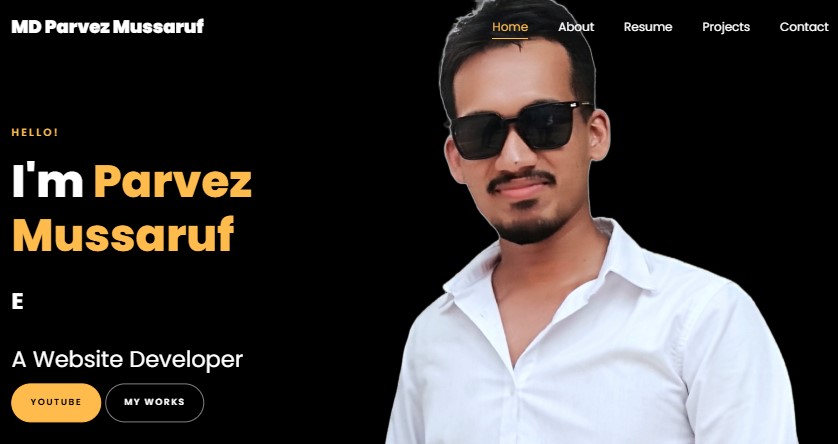 MD Parvez Mussaruf
Home About Resume Projects Contact
HELLO!
I'm Parvez
Mussaruf
E
A Website Developer
YOUTUBE MY WORKS